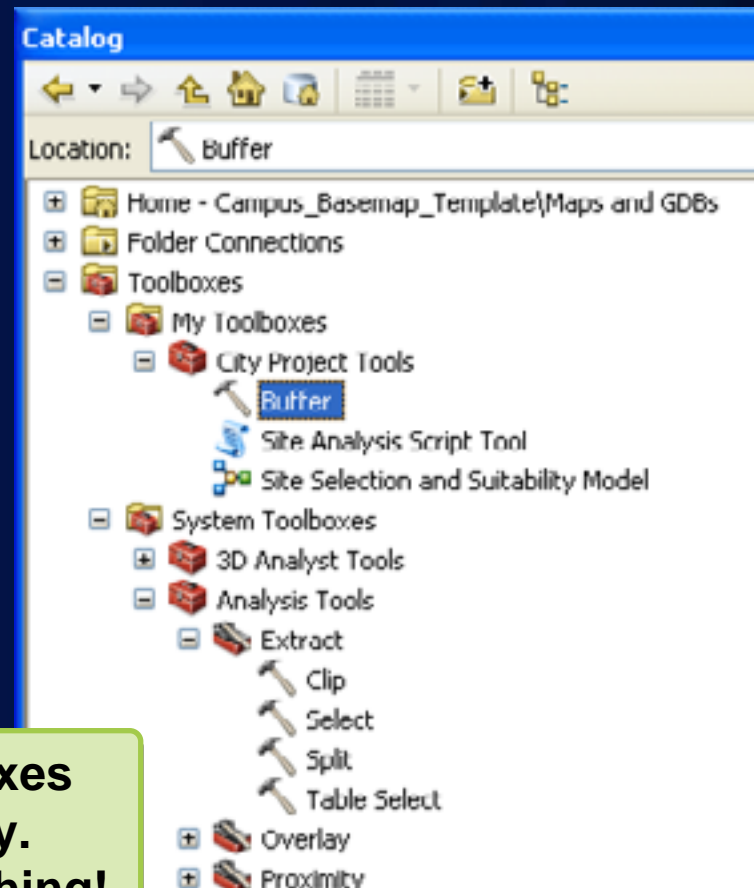 Catalog
Location: Buffer
Home - Campus_Basemap_Template\Maps and GDBs
Folder Connections
Toolboxes
My Toolboxes
City Project Tools
Buffer
Site Analysis Script Tool
Site Selection and Suitability Model
System Toolboxes
3D Analyst Tools
Analysis Tools
Extract
Clip
Select
Split
Table Select
Overlay
Proximity